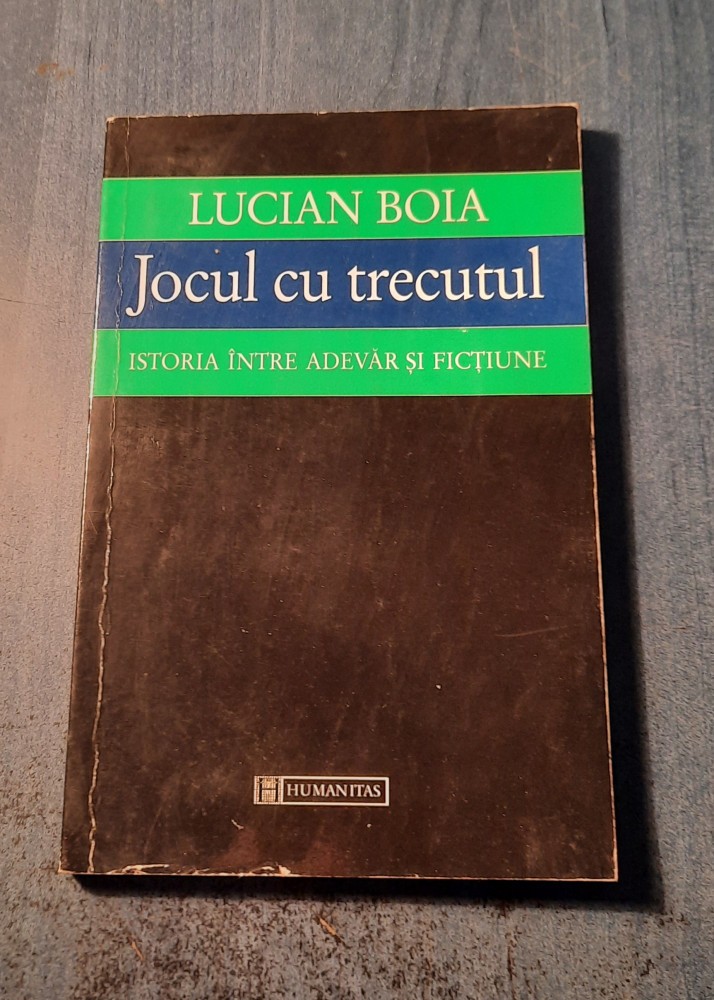 LUCIAN BOIA
Jocul cu trecutul
ISTORIA ÎNTRE ADEVĂR ȘI FICȚIUNE
HUMANITAS